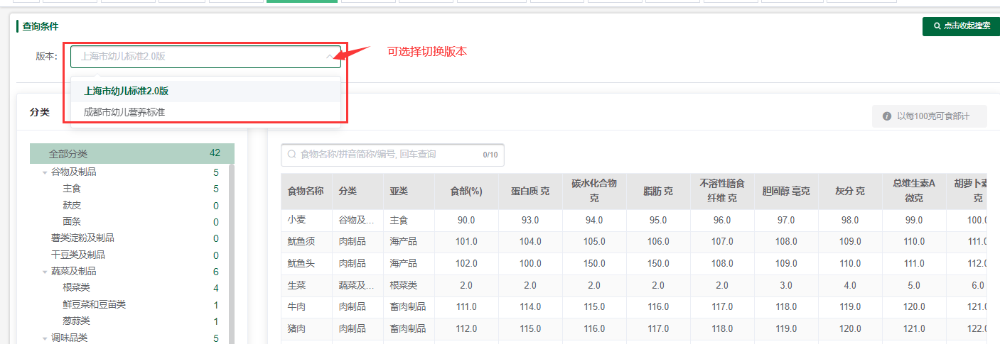 查询条件
点击收起搜索
版本：
上海市幼儿标准2.0版
可选择切换版本
上海市幼儿标准2.0版
成都市幼儿营养标准
分类
以每100克可食部计
全部分类 42
谷物及制品 5
主食 5
麸皮 0
面条 0
薯类淀粉及制品 0
干豆类及制品 0
蔬菜及制品 6
根菜类 4
鲜豆菜和豆苗类 1
葱蒜类 1
调味品类 5
食物名称/拼音简称/编号, 回车查询 0/10
食物名称 分类 亚类 食部(%) 蛋白质 克 碳水化合物 克 脂肪 克 不溶性膳食纤维 克 胆固醇 毫克 灰分 克 总维生素A 微克 胡萝卜素 克
小麦 谷物及... 主食 90.0 93.0 94.0 95.0 96.0 97.0 98.0 99.0 100.0
鱿鱼须 肉制品 海产品 101.0 104.0 105.0 106.0 107.0 108.0 109.0 110.0 111.0
鱿鱼头 肉制品 海产品 102.0 100.0 150.0 150.0 108.0 109.0 110.0 111.0 112.0
生菜 蔬菜及... 根菜类 2.0 2.0 2.0 2.0 2.0 3.0 4.0 5.0 6.0
牛肉 肉制品 畜肉制品 111.0 114.0 115.0 116.0 117.0 118.0 119.0 120.0 121.0
猪肉 肉制品 畜肉制品 112.0 115.0 116.0 117.0 118.0 119.0 120.0 121.0 122.0